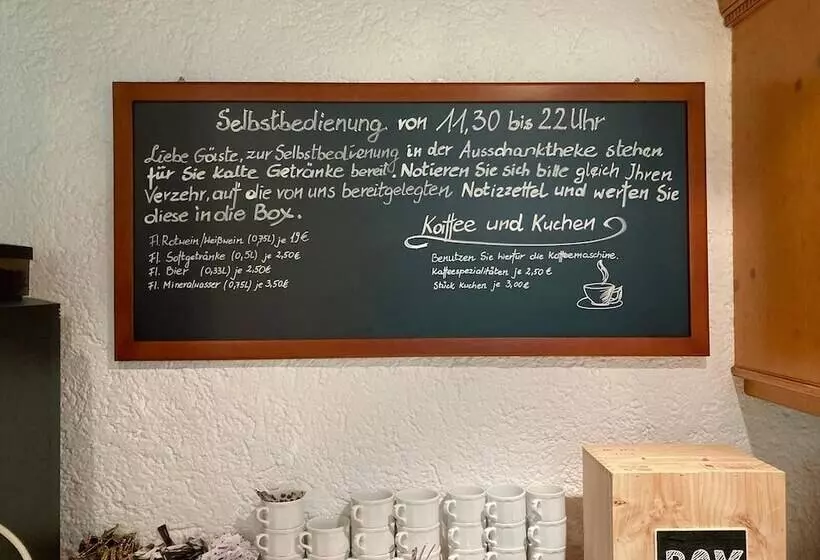 Selbstbedienung von 11,30 bis 22 Uhr
Liebe Gäste, zur Selbstbedienung in der Ausschanktheke stehen
für Sie kalte Getränke bereit. Notieren Sie sich bitte gleich Ihren
Verzehr, auf die von uns bereitgelegten Notizzettel und werfen Sie
diese in die Box.
Fl. Rotwein/Weißwein (0,75L) je 19€
Fl. Softgetränke (0,5L) je 2,50€
Fl. Bier (0,33L) je 2,50€
Fl. Mineralwasser (0,75L) je 3,50€
Kaffee und Kuchen
Benutzen Sie hierfür die Kaffeemaschine.
Kaffeespezialitäten je 2,50 €
Stück Kuchen je 3,00€
BOX